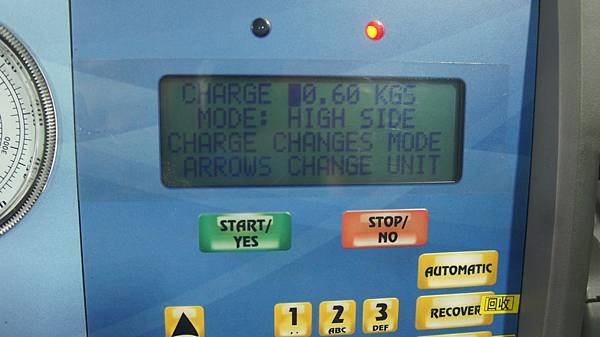 CHARGE 0.60 KGS
MODE: HIGH SIDE
CHARGE CHANGES MODE
ARROWS CHANGE UNIT
START/
YES
STOP/
NO
AUTOMATIC
RECOVER
回收
1
2
ABC
3
DEF
3000